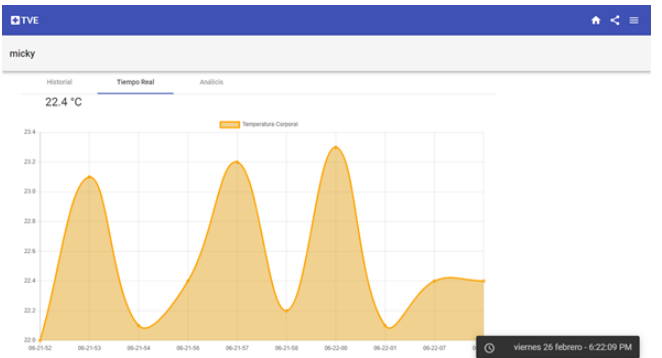 TVE
micky
Historial Tiempo Real Análicis
22.4 °C
Temperatura Corporal
23.4
23.2
23.0
22.8
22.6
22.4
22.2
22.0
06-21-52 06-21-53 06-21-54 06-21-56 06-21-57 06-21-58 06-22-00 06-22-01 06-22-07
viernes 26 febrero - 6:22:09 PM